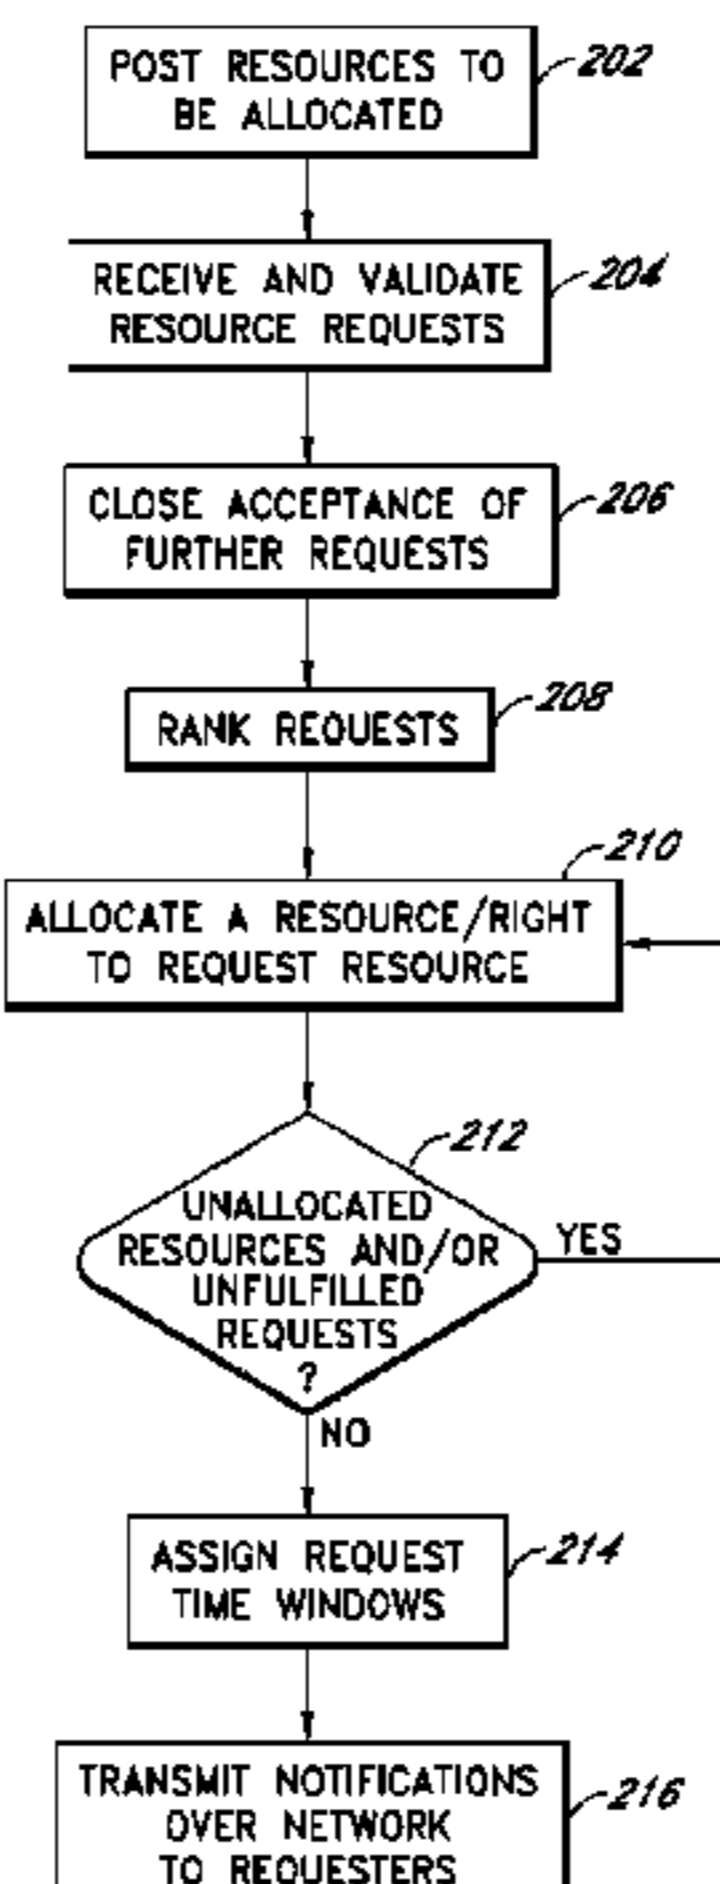 POST RESOURCES TO
BE ALLOCATED
202
RECEIVE AND VALIDATE
RESOURCE REQUESTS
204
CLOSE ACCEPTANCE OF
FURTHER REQUESTS
206
RANK REQUESTS
208
210
ALLOCATE A RESOURCE/RIGHT
TO REQUEST RESOURCE
212
UNALLOCATED
RESOURCES AND/OR
UNFULFILLED
REQUESTS
?
YES
NO
ASSIGN REQUEST
TIME WINDOWS
214
TRANSMIT NOTIFICATIONS
OVER NETWORK
TO REQUESTERS
216